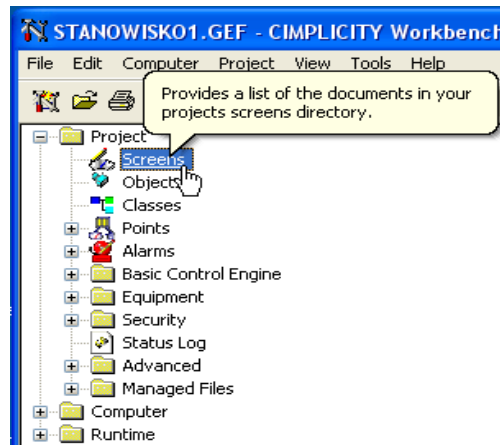 STANOWISKO1.GEF - CIMPLICITY Workbench
File Edit Computer Project View Tools Help
Provides a list of the documents in your
projects screens directory.
Project
Screens
Objects
Classes
Points
Alarms
Basic Control Engine
Equipment
Security
Status Log
Advanced
Managed Files
Computer
Runtime